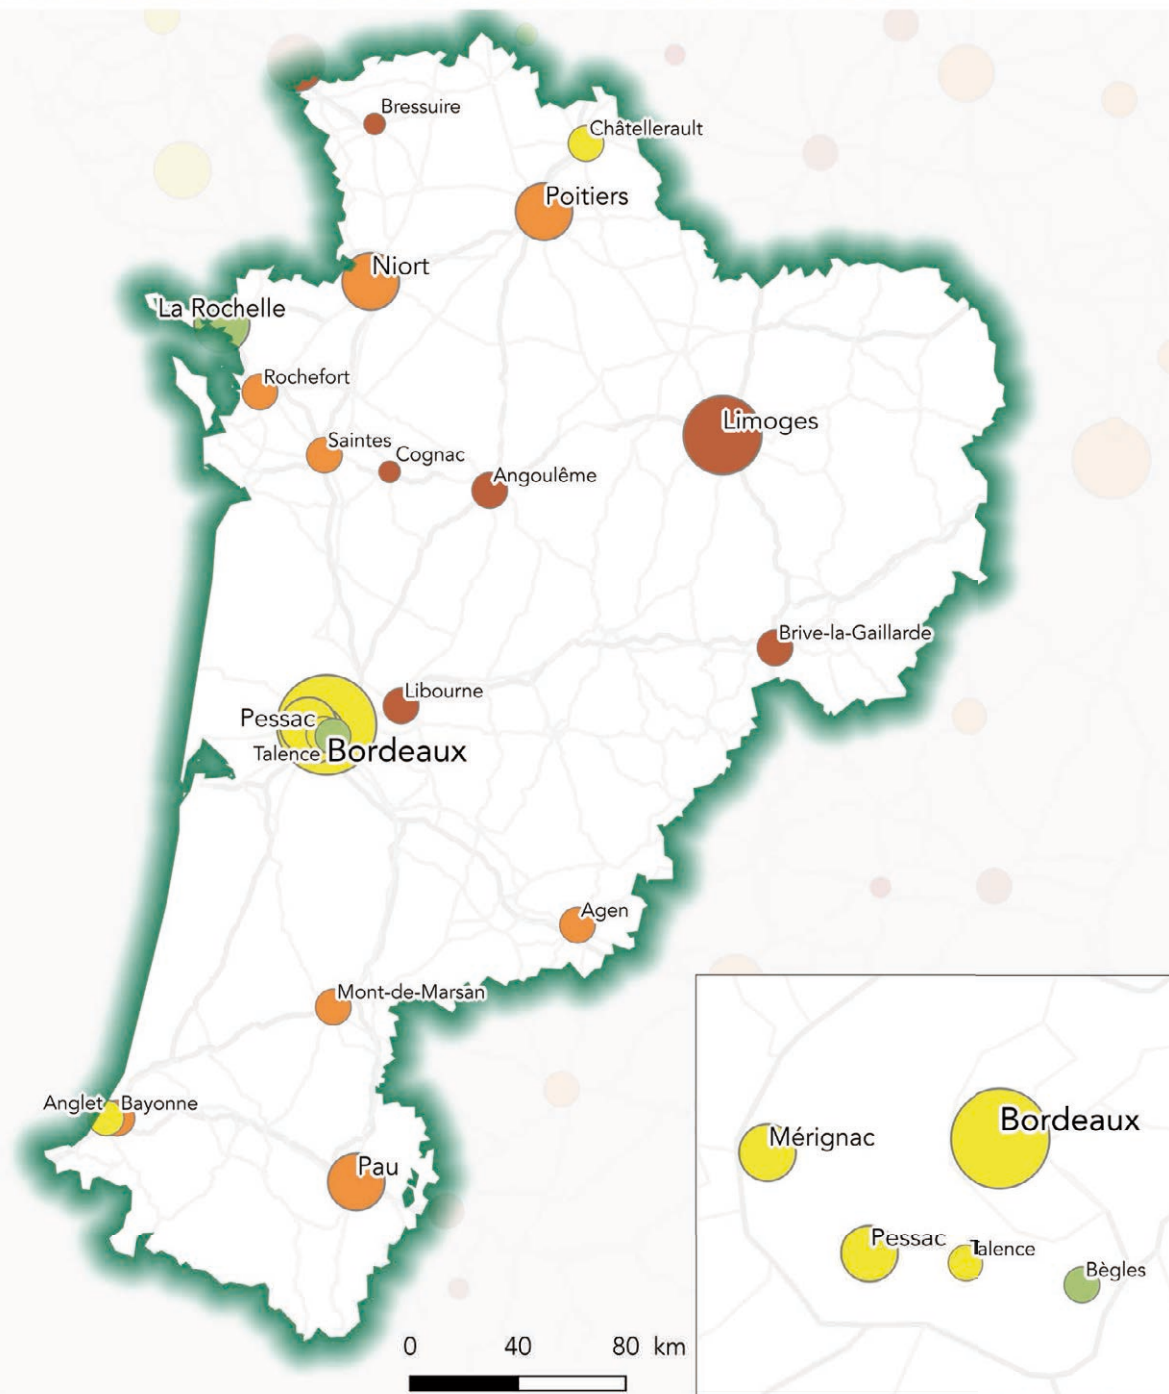 Bressuire
Châtellerault
Poitiers
Niort
La Rochelle
Rochefort
Limoges
Saintes
Cognac
Angoulême
Brive-la-Gaillarde
Libourne
Pessac
Talence
Bordeaux
Agen
Mont-de-Marsan
Anglet
Bayonne
Pau
Bordeaux
Mérignac
Pessac
Talence
Bègles
0 40 80 km